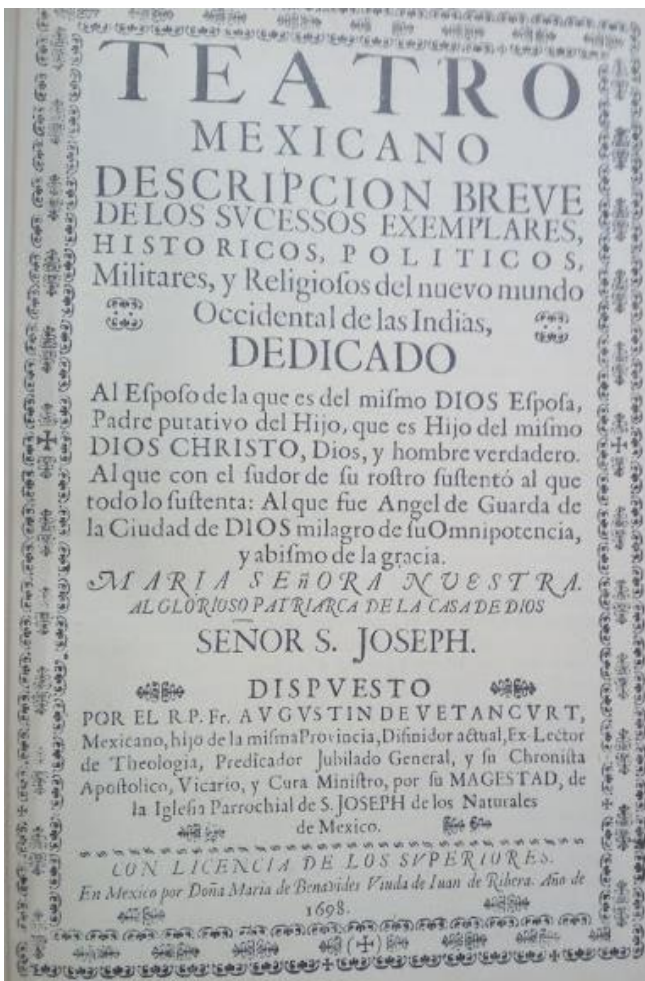 TEATRO
MEXICANO
DESCRIPCION BREVE
DE LOS SVCESSOS EXEMPLARES,
HISTORICOS, POLITICOS,
Militares, y Religioſos del nuevo mundo
Occidental de las Indias,
DEDICADO
Al Eſpoſo de la que es del miſmo DIOS Eſpoſa,
Padre putativo del Hijo, que es Hijo del miſmo
DIOS CHRISTO, Dios, y hombre verdadero.
Al que con el ſudor de ſu roſtro ſuſtentó al que
todo lo ſuſtenta: Al que fue Angel de Guarda de
la Ciudad de DIOS milagro de ſu Omnipotencia,
y abiſmo de la gracia.
MARIA SEñORA NUESTRA.
AL GLORIUSO PATRIARCA DE LA CASA DE DIOS
SEÑOR S. JOSEPH.
DISPVESTO
POR EL R.P. Fr. AVGVSTIN DE VETANCVRT,
Mexicano, hijo de la miſma Provincia, Difinidor actual, Ex-Lector
de Theologia, Predicador Jubilado General, y ſu Chroniſta
Apoſtolico, Vicario, y Cura Miniſtro, por ſu MAGESTAD, de
la Igleſia Parrochial de S. JOSEPH de los Naturales
de Mexico.
CON LICENCIA DE LOS SVPERIORES.
En Mexico por Doña Maria de Benavides Viuda de Iuan de Ribera. Año de
1698.